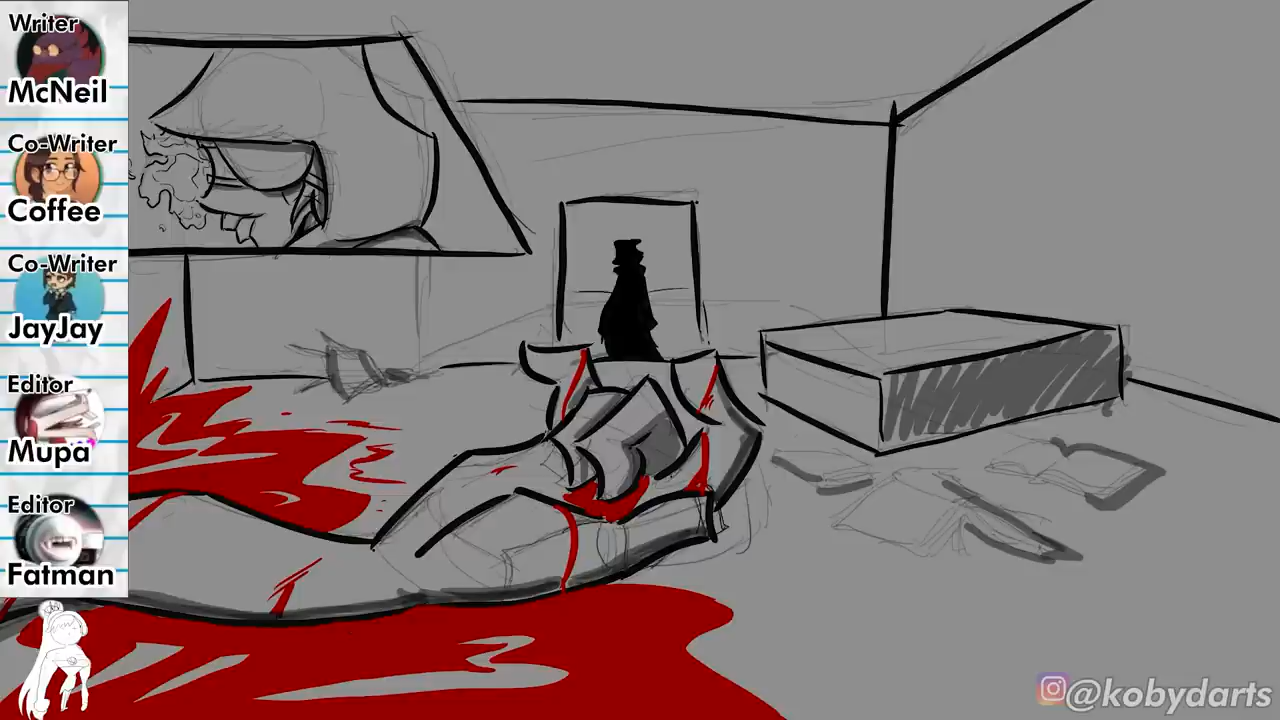 Writer
McNeil
Co-Writer
Coffee
Co-Writer
JayJay
Editor
Mupa
Editor
Fatman
@kobydarts